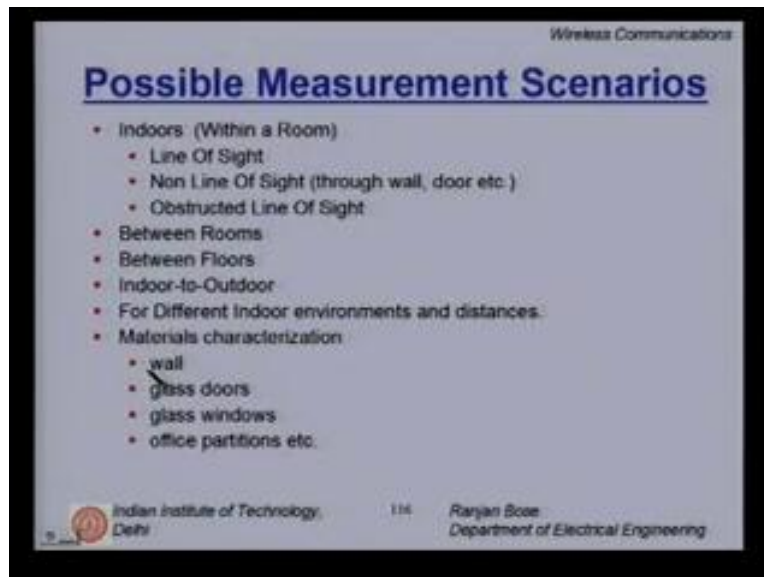 Wireless Communications
Possible Measurement Scenarios
• Indoors: (Within a Room)
• Line Of Sight
• Non Line Of Sight (through wall, door etc.)
• Obstructed Line Of Sight
• Between Rooms
• Between Floors
• Indoor-to-Outdoor
• For Different Indoor environments and distances.
• Materials characterization
• wall
• glass doors
• glass windows
• office partitions etc.
Indian Institute of Technology, 116 Ranjan Bose
Delhi Department of Electrical Engineering